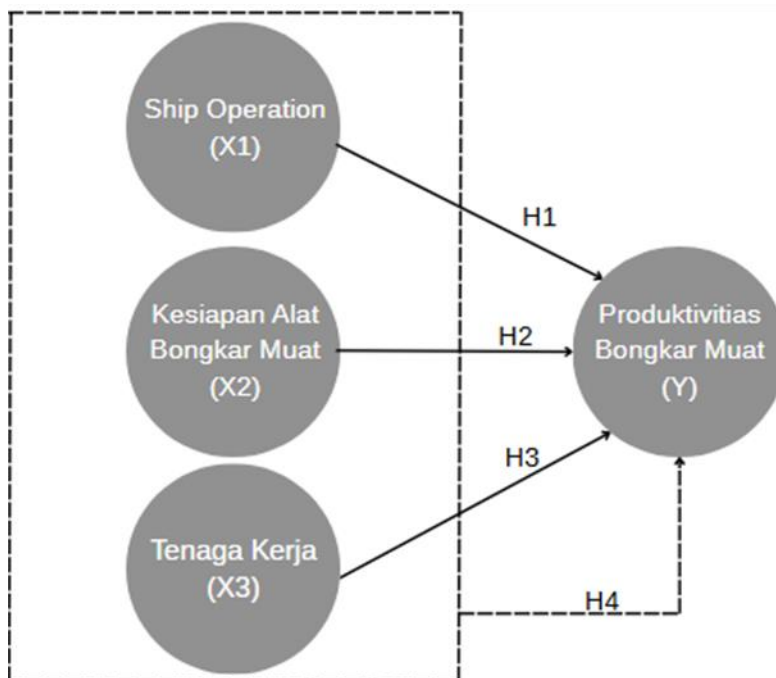 Ship Operation
(X1)
H1
Kesiapan Alat
Bongkar Muat
(X2)
H2
Produktivitias
Bongkar Muat
(Y)
H3
Tenaga Kerja
(X3)
H4